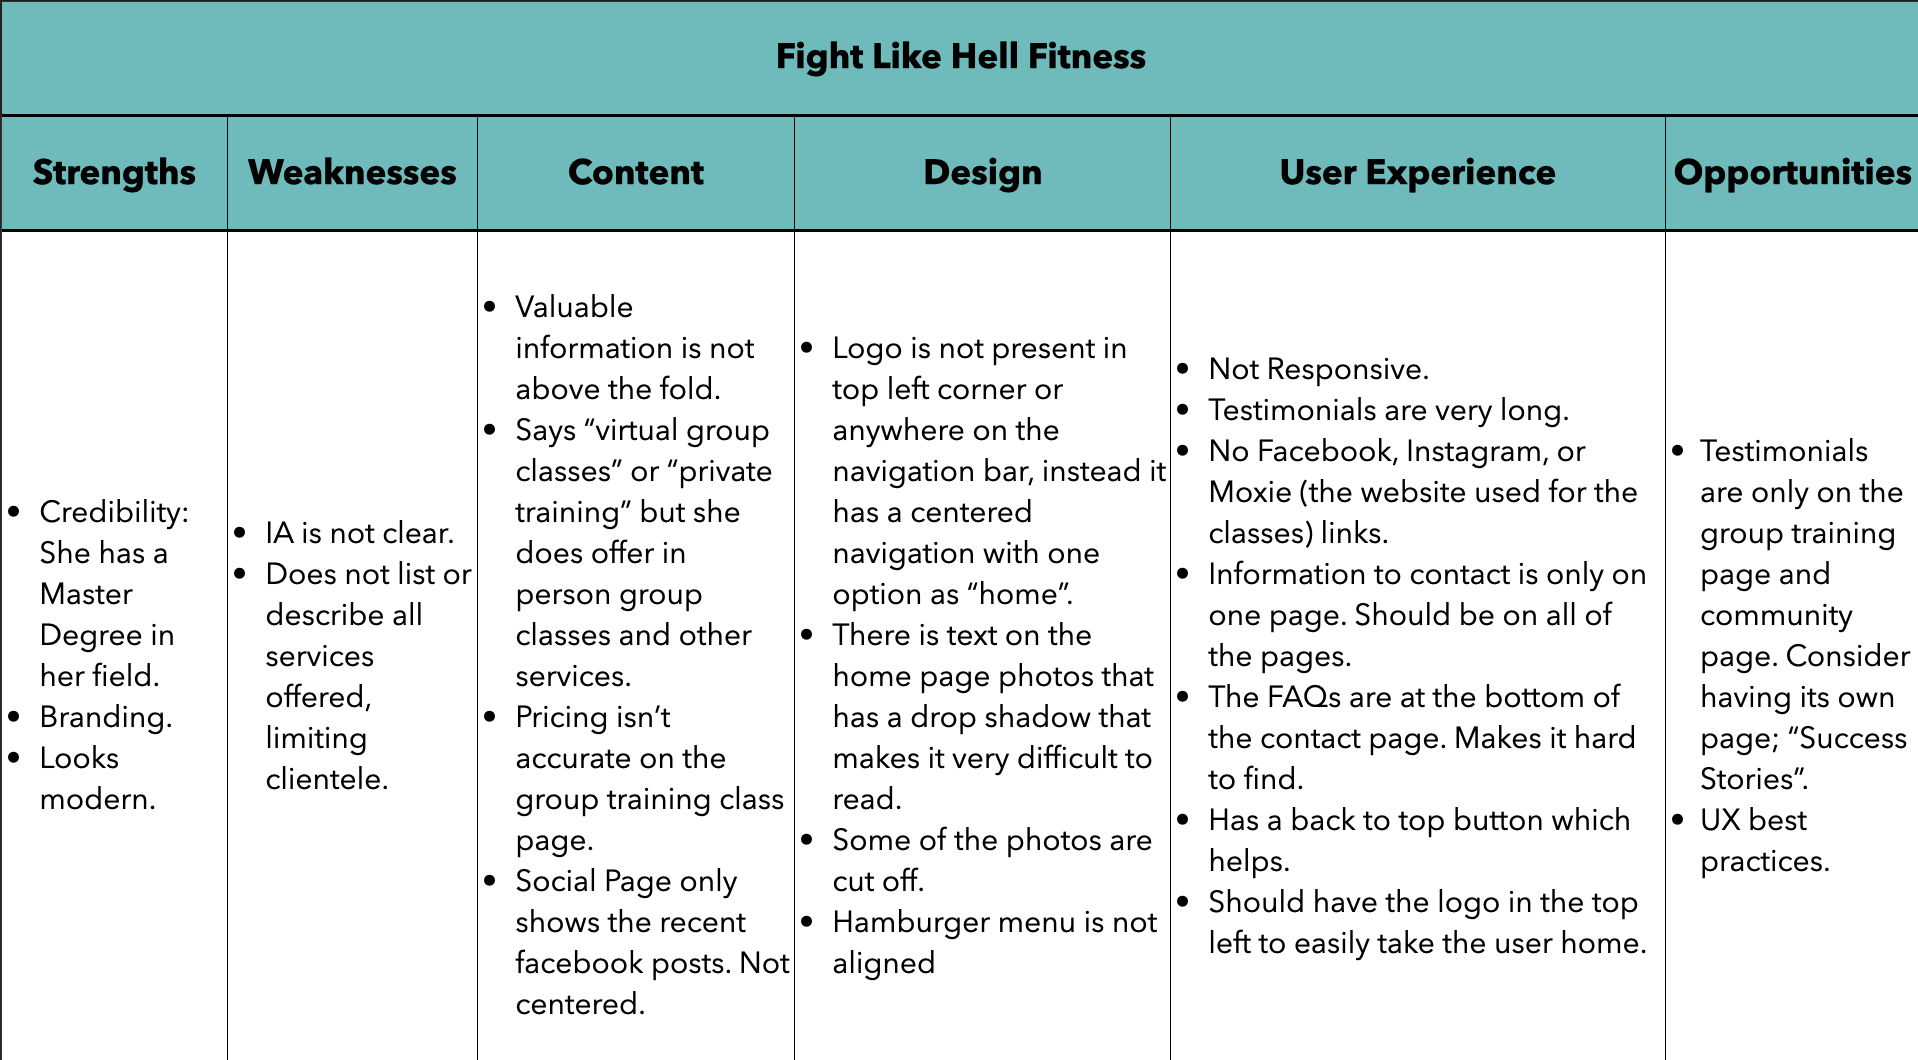 Fight Like Hell Fitness
Strengths
Weaknesses
Content
Design
User Experience
Opportunities
• Credibility:
She has a
Master
Degree in
her field.
• Branding.
• Looks
modern.
• IA is not clear.
• Does not list or
describe all
services
offered,
limiting
clientele.
• Valuable
information is not
above the fold.
• Says “virtual group
classes” or “private
training” but she
does offer in
person group
classes and other
services.
• Pricing isn’t
accurate on the
group training class
page.
• Social Page only
shows the recent
facebook posts. Not
centered.
• Logo is not present in
top left corner or
anywhere on the
navigation bar, instead it
has a centered
navigation with one
option as “home”.
• There is text on the
home page photos that
has a drop shadow that
makes it very difficult to
read.
• Some of the photos are
cut off.
• Hamburger menu is not
aligned
• Not Responsive.
• Testimonials are very long.
• No Facebook, Instagram, or
Moxie (the website used for the
classes) links.
• Information to contact is only on
one page. Should be on all of
the pages.
• The FAQs are at the bottom of
the contact page. Makes it hard
to find.
• Has a back to top button which
helps.
• Should have the logo in the top
left to easily take the user home.
• Testimonials
are only on the
group training
page and
community
page. Consider
having its own
page; “Success
Stories”.
• UX best
practices.